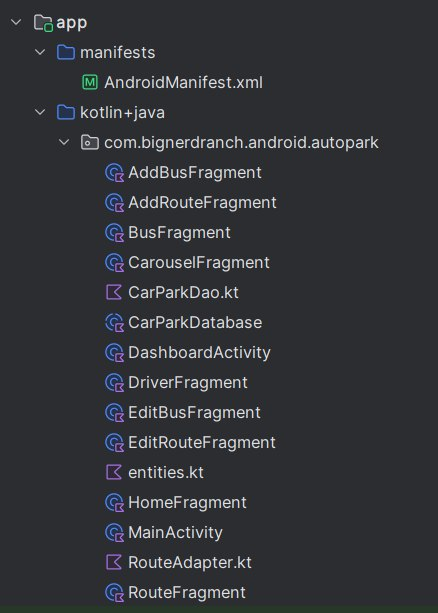 app
manifests
AndroidManifest.xml
kotlin+java
com.bignerdranch.android.autopark
AddBusFragment
AddRouteFragment
BusFragment
CarouselFragment
CarParkDao.kt
CarParkDatabase
DashboardActivity
DriverFragment
EditBusFragment
EditRouteFragment
entities.kt
HomeFragment
MainActivity
RouteAdapter.kt
RouteFragment